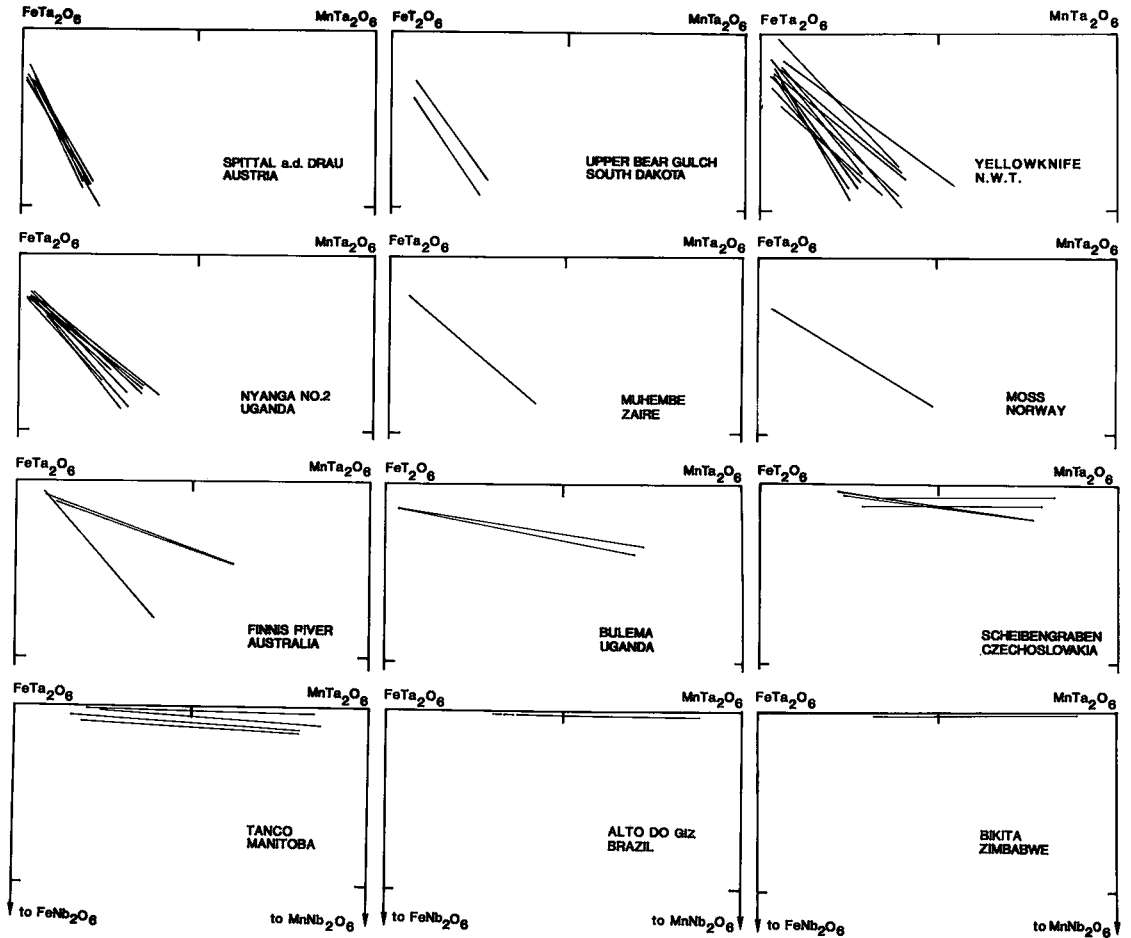 FeTa₂O₆ MnTa₂O₆
SPITTAL a.d. DRAU
AUSTRIA
FeT₂O₆
UPPER BEAR GULCH
SOUTH DAKOTA
FeTa₂O₆ MnTa₂O₆
YELLOWKNIFE
N.W.T.
FeTa₂O₆ MnTa₂O₆
NYANGA NO.2
UGANDA
FeTa₂O₆ MnTa₂O₆
MUHEMBE
ZAIRE
FeTa₂O₆ MnTa₂O₆
MOSS
NORWAY
FeTa₂O₆ MnTa₂O₆
FINNIS PIVER
AUSTRALIA
FeT₂O₆
BULEMA
UGANDA
FeT₂O₆ MnTa₂O₆
SCHEIBENGRABEN
CZECHOSLOVAKIA
FeTa₂O₆ MnTa₂O₆
TANCO
MANITOBA
to FeNb₂O₆ to MnNb₂O₆
FeTa₂O₆ MnTa₂O₆
ALTO DO GIZ
BRAZIL
to FeNb₂O₆ to MnNb₂O₆
FeTa₂O₆ MnTa₂O₆
BIKITA
ZIMBABWE
to FeNb₂O₆ to MnNb₂O₆